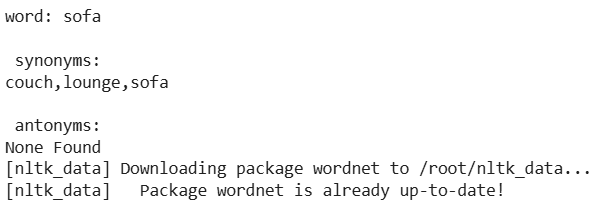 word: sofa
synonyms:
couch,lounge,sofa
antonyms:
None Found
[nltk_data] Downloading package wordnet to /root/nltk_data...
[nltk_data]   Package wordnet is already up-to-date!